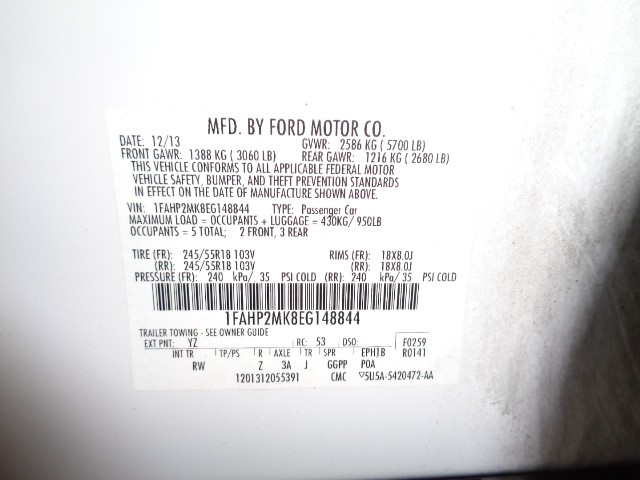 MFD. BY FORD MOTOR CO.
DATE: 12/13 GVWR: 2586 KG ( 5700 LB)
FRONT GAWR: 1388 KG ( 3060 LB) REAR GAWR: 1216 KG ( 2680 LB)
THIS VEHICLE CONFORMS TO ALL APPLICABLE FEDERAL MOTOR
VEHICLE SAFETY, BUMPER, AND THEFT PREVENTION STANDARDS
IN EFFECT ON THE DATE OF MANUFACTURE SHOWN ABOVE.
VIN: 1FAHP2MK8EG148844 TYPE: Passenger Car
MAXIMUM LOAD = OCCUPANTS + LUGGAGE = 430KG/ 950LB
OCCUPANTS = 5 TOTAL; 2 FRONT, 3 REAR
TIRE (FR): 245/55R18 103V RIMS (FR): 18X8.0J
(RR): 245/55R18 103V (RR): 18X8.0J
PRESSURE (FR): 240 kPa/ 35 PSI COLD (RR): 240 kPa/ 35 PSI COLD
1FAHP2MK8EG148844
TRAILER TOWING - SEE OWNER GUIDE
EXT PNT: YZ RC: 53 DSO: F0259
INT TR TP/PS R AXLE TR SPR EPHJB R0141
RW Z 3A J GGPP POA
1201312055391 CMC ▽5U5A-5420472-AA